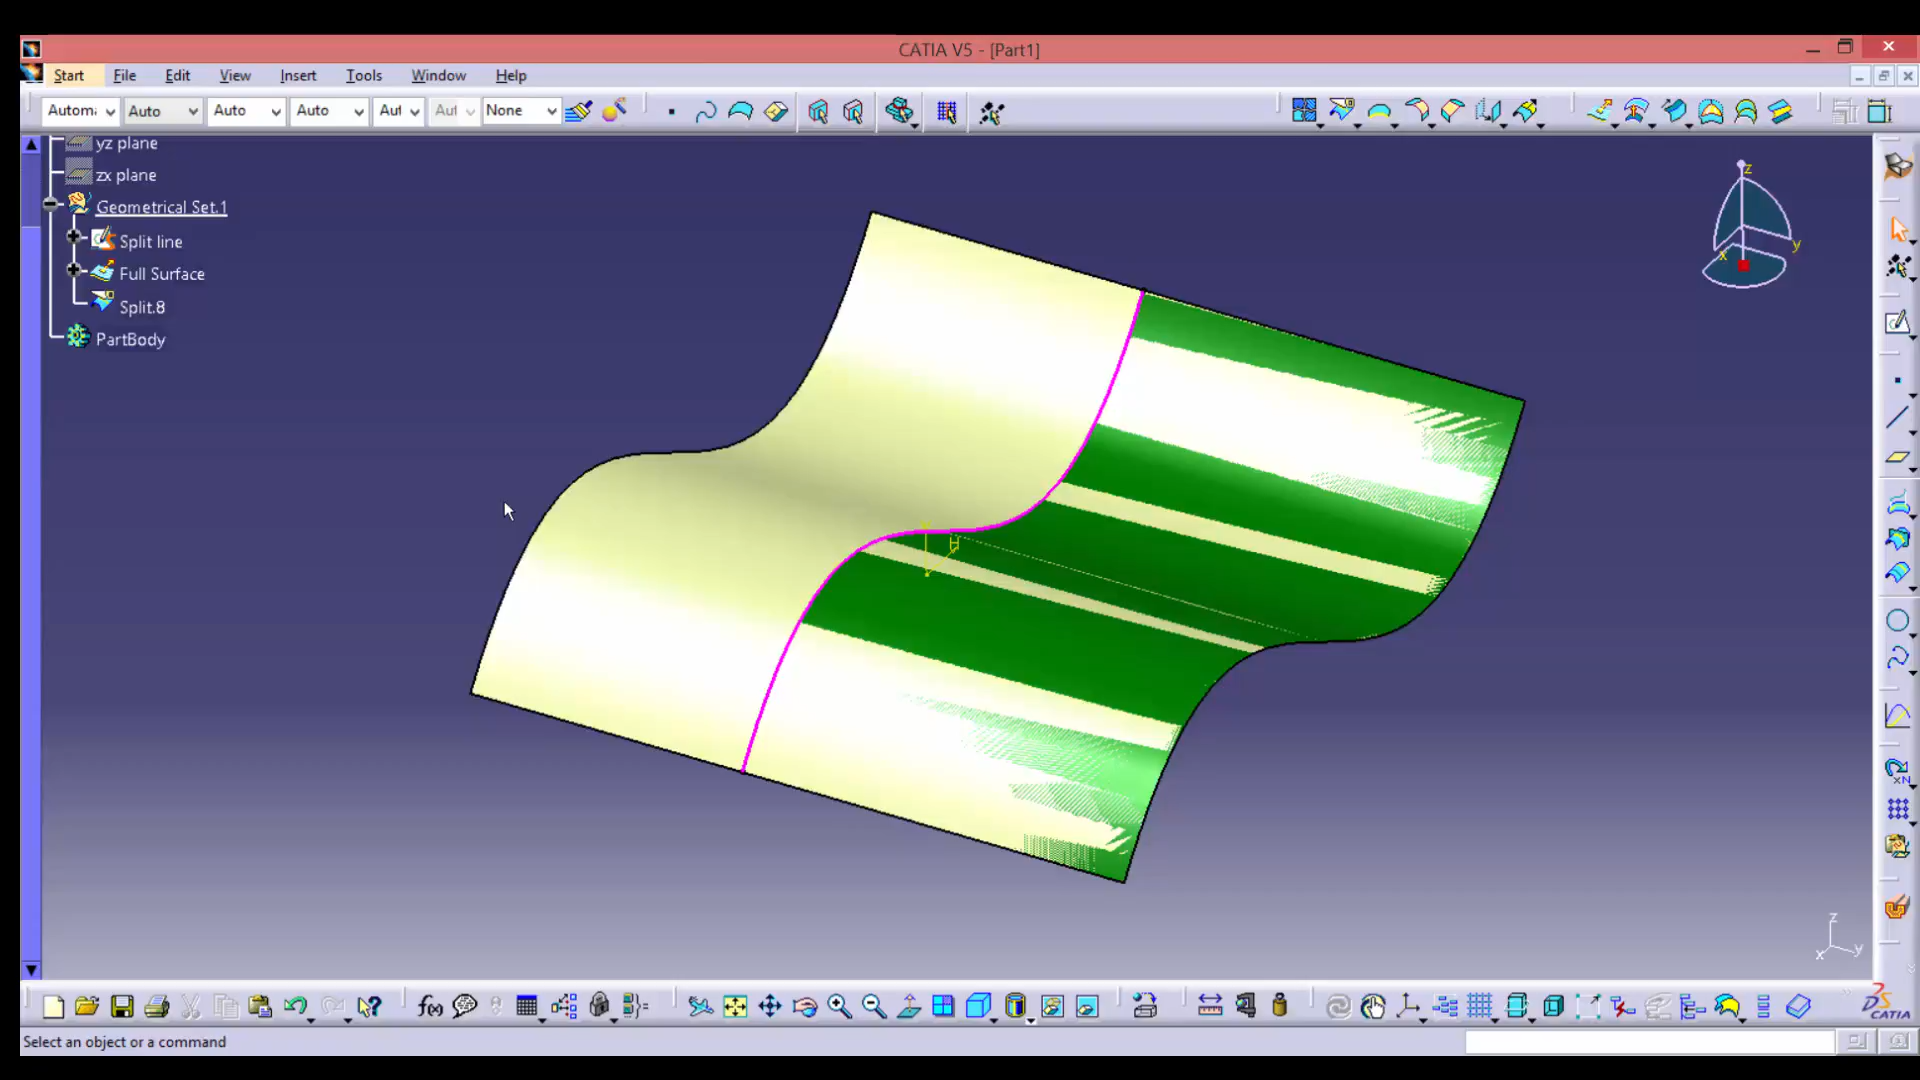 CATIA V5 - [Part1]
Start File Edit View Insert Tools Window Help
Auto Auto Auto Aut Aut None
yz plane
zx plane
Geometrical Set.1
Split line
Full Surface
Split.8
PartBody
z
y
x
H
z
x y
f(x)
xN
CATIA
Select an object or a command